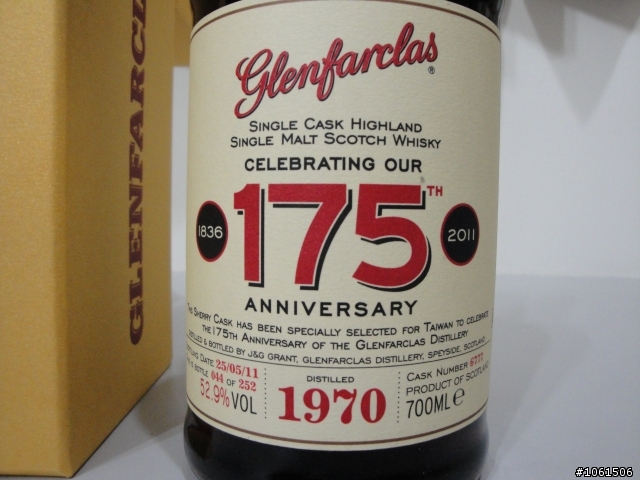 GLENFARCLA
Glenfarclas®
SINGLE CASK HIGHLAND
SINGLE MALT SCOTCH WHISKY
CELEBRATING OUR
1836
175TH
2011
ANNIVERSARY
THIS SHERRY CASK HAS BEEN SPECIALLY SELECTED FOR TAIWAN TO CELEBRATE
THE 175TH ANNIVERSARY OF THE GLENFARCLAS DISTILLERY
DISTILLED & BOTTLED BY J&G GRANT, GLENFARCLAS DISTILLERY, SPEYSIDE, SCOTLAND
DATE 25/05/11
BOTTLE 044 OF 252
52.9% VOL
DISTILLED
1970
CASK NUMBER
PRODUCT OF SCOTLAND
700ML e
#1061506